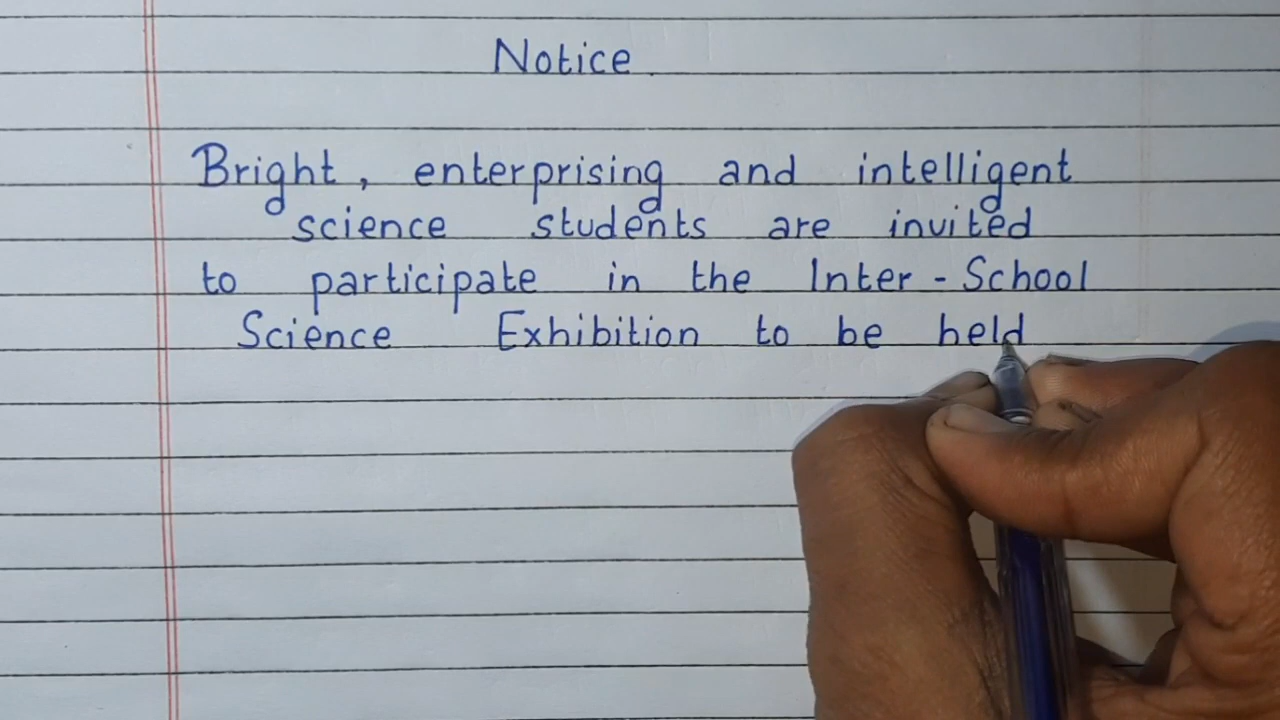 Notice
Bright, enterprising and intelligent
science students are invited
to participate in the Inter-School
Science Exhibition to be held